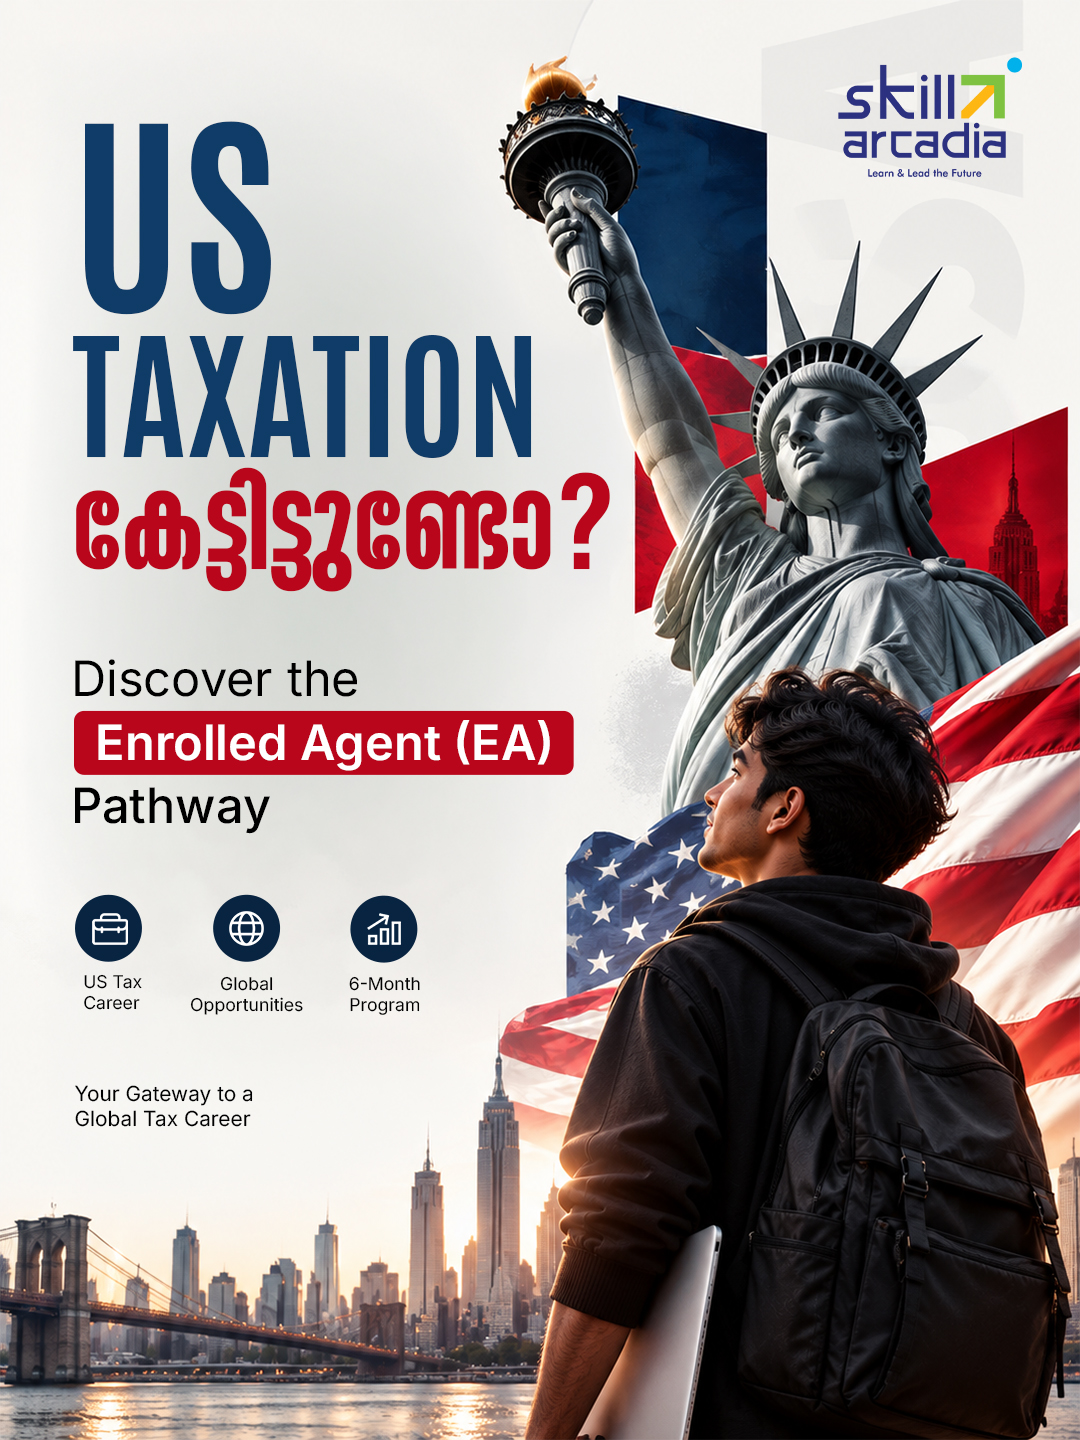 skill
arcadia
Learn & Lead the Future
US
TAXATION
കേട്ടിട്ടുണ്ടോ?
Discover the
Enrolled Agent (EA)
Pathway
US Tax
Career
Global
Opportunities
6-Month
Program
Your Gateway to a
Global Tax Career
USA